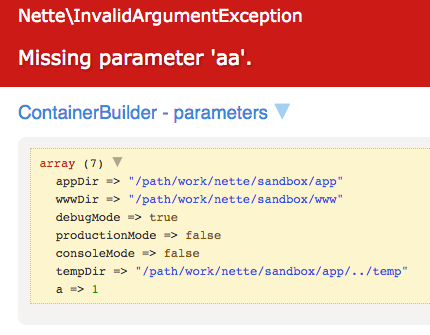 Nette\InvalidArgumentException
Missing parameter 'aa'.
ContainerBuilder - parameters ▼
array (7) ▼
appDir => "/path/work/nette/sandbox/app"
wwwDir => "/path/work/nette/sandbox/www"
debugMode => true
productionMode => false
consoleMode => false
tempDir => "/path/work/nette/sandbox/app/../temp"
a => 1